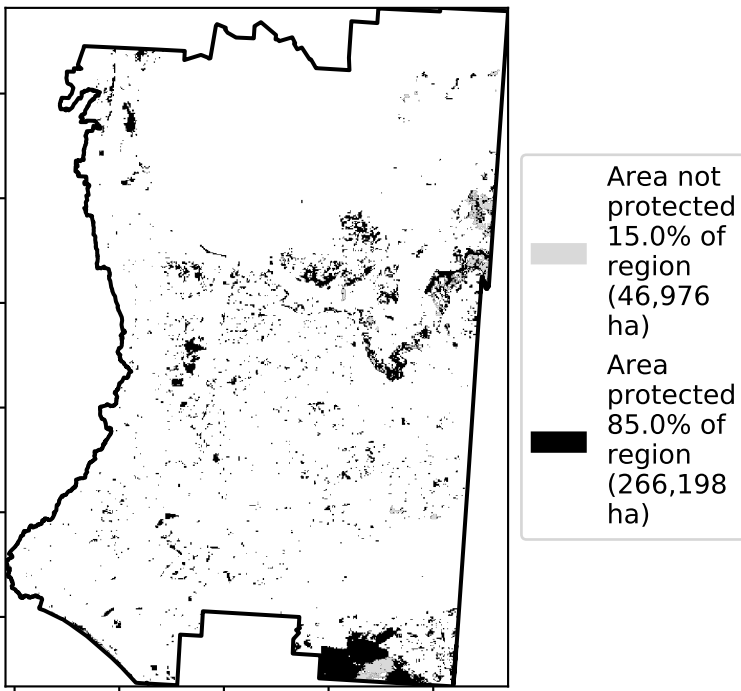 Area not
protected
15.0% of
region
(46,976
ha)
Area
protected
85.0% of
region
(266,198
ha)